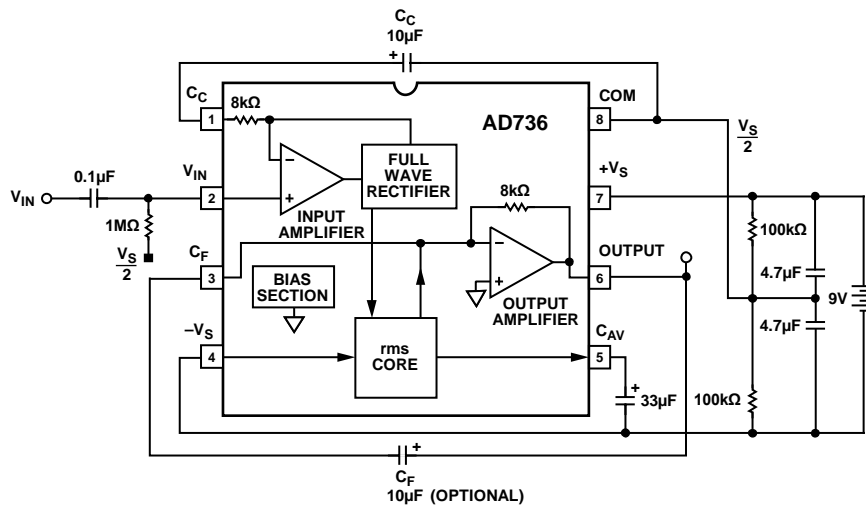 CC
10µF
+
CC
8kΩ
COM
1
AD736
8
VS
2
FULL
WAVE
RECTIFIER
−
+
INPUT
AMPLIFIER
VIN
0.1µF
VIN
2
1MΩ
VS
2
+VS
7
8kΩ
100kΩ
4.7µF
9V
4.7µF
100kΩ
CF
3
BIAS
SECTION
−
+
OUTPUT
6
OUTPUT
AMPLIFIER
−VS
4
rms
CORE
CAV
5
+
33µF
+
CF
10µF (OPTIONAL)